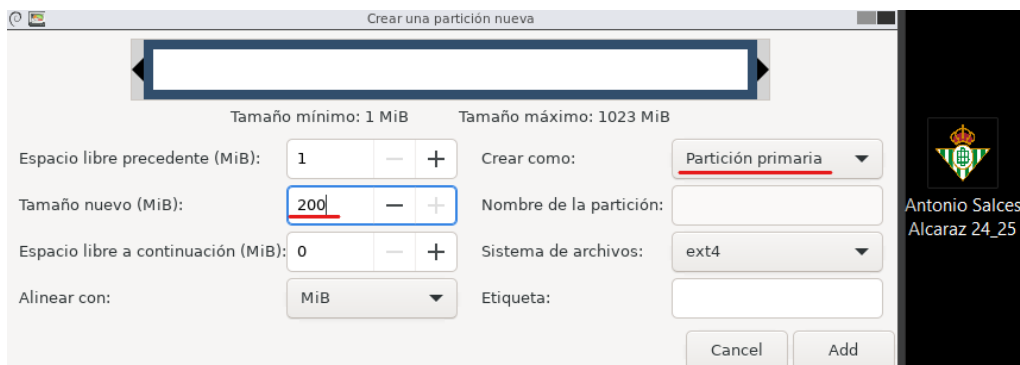 Crear una partición nueva
Tamaño mínimo: 1 MiB Tamaño máximo: 1023 MiB
Espacio libre precedente (MiB): 1 — + Crear como: Partición primaria
Tamaño nuevo (MiB): 200 — + Nombre de la partición:
Espacio libre a continuación (MiB): 0 — + Sistema de archivos: ext4
Alinear con: MiB Etiqueta:
Cancel Add
Antonio Salces
Alcaraz 24_25